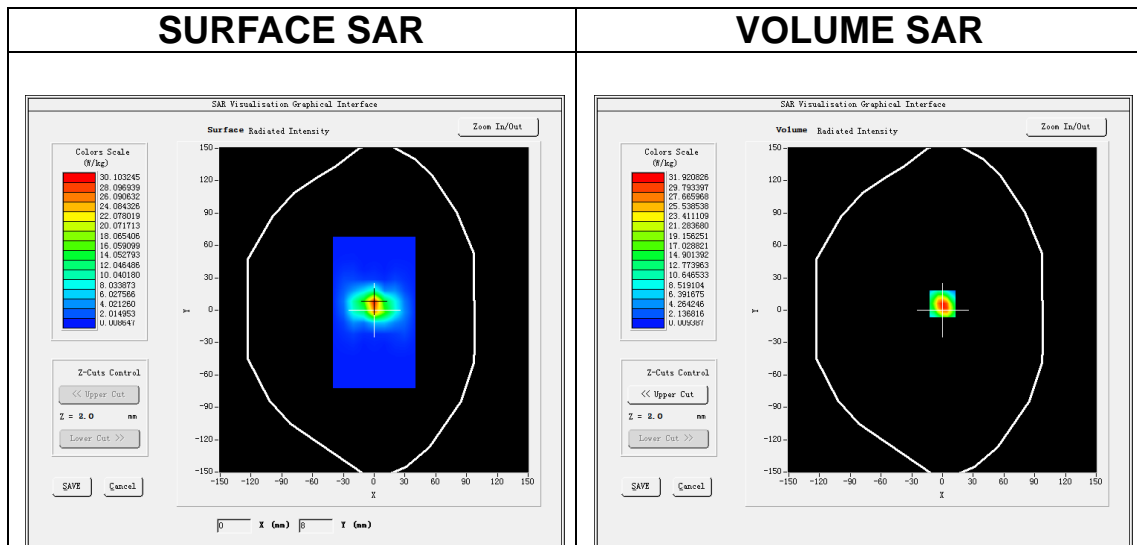 SURFACE SAR
VOLUME SAR
SAR Visualisation Graphical Interface
Surface Radiated Intensity
Zoom In/Out
Colors Scale
(W/kg)
30.103245
28.096939
26.090632
24.084326
22.078019
20.071713
18.065406
16.059099
14.052793
12.046486
10.040180
8.033873
6.027566
4.021260
2.014953
0.008647
150
120
90
60
30
0
-30
-60
-90
-120
-150
Y
-150 -120 -90 -60 -30 0 30 60 90 120 150
X
Z-Cuts Control
<< Upper Cut
Z = 2.0 mm
Lower Cut >>
SAVE Cancel
0 X (mm) 8 Y (mm)
SAR Visualisation Graphical Interface
Volume Radiated Intensity
Zoom In/Out
Colors Scale
(W/kg)
31.920826
29.793397
27.665968
25.538538
23.411109
21.283680
19.156251
17.028821
14.901392
12.773963
10.646533
8.519104
6.391675
4.264246
2.136816
0.009387
150
120
90
60
30
0
-30
-60
-90
-120
-150
Y
-150 -120 -90 -60 -30 0 30 60 90 120 150
X
Z-Cuts Control
<< Upper Cut
Z = 2.0 mm
Lower Cut >>
SAVE Cancel